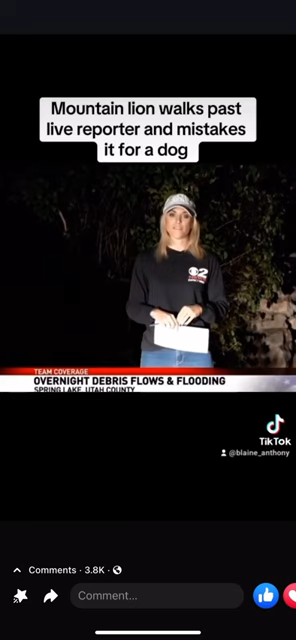 Mountain lion walks past
live reporter and mistakes
it for a dog
2
TEAM COVERAGE
OVERNIGHT DEBRIS FLOWS & FLOODING
SPRING LAKE, UTAH COUNTY
TikTok
@blaine_anthony
Comments · 3.8K ·
Comment...